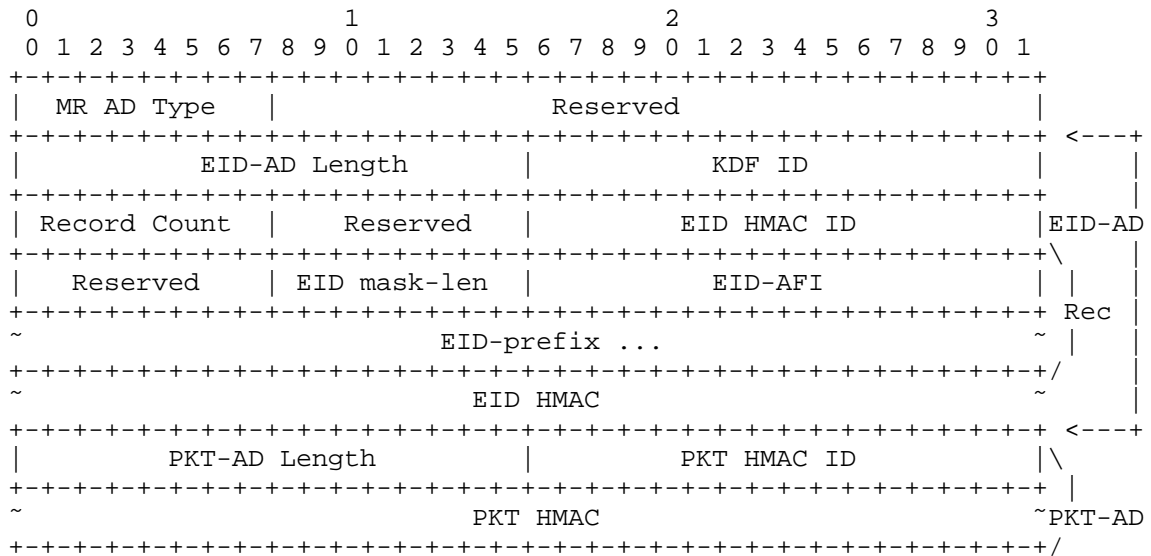 0                   1                   2                   3
 0 1 2 3 4 5 6 7 8 9 0 1 2 3 4 5 6 7 8 9 0 1 2 3 4 5 6 7 8 9 0 1
+-+-+-+-+-+-+-+-+-+-+-+-+-+-+-+-+-+-+-+-+-+-+-+-+-+-+-+-+-+-+-+-+
|  MR AD Type   |                 Reserved                      |
+-+-+-+-+-+-+-+-+-+-+-+-+-+-+-+-+-+-+-+-+-+-+-+-+-+-+-+-+-+-+-+-+ <---+
|           EID-AD Length       |           KDF ID              |     |
+-+-+-+-+-+-+-+-+-+-+-+-+-+-+-+-+-+-+-+-+-+-+-+-+-+-+-+-+-+-+-+-+     |
| Record Count  |    Reserved   |         EID HMAC ID           |EID-AD
+-+-+-+-+-+-+-+-+-+-+-+-+-+-+-+-+-+-+-+-+-+-+-+-+-+-+-+-+-+-+-+-+\    |
|   Reserved    | EID mask-len  |           EID-AFI             | |   |
+-+-+-+-+-+-+-+-+-+-+-+-+-+-+-+-+-+-+-+-+-+-+-+-+-+-+-+-+-+-+-+-+ Rec |
~                          EID-prefix ...                       ~ |   |
+-+-+-+-+-+-+-+-+-+-+-+-+-+-+-+-+-+-+-+-+-+-+-+-+-+-+-+-+-+-+-+-+/    |
~                            EID HMAC                           ~     |
+-+-+-+-+-+-+-+-+-+-+-+-+-+-+-+-+-+-+-+-+-+-+-+-+-+-+-+-+-+-+-+-+ <---+
|         PKT-AD Length         |         PKT HMAC ID           |\
+-+-+-+-+-+-+-+-+-+-+-+-+-+-+-+-+-+-+-+-+-+-+-+-+-+-+-+-+-+-+-+-+ |
~                            PKT HMAC                           ~PKT-AD
+-+-+-+-+-+-+-+-+-+-+-+-+-+-+-+-+-+-+-+-+-+-+-+-+-+-+-+-+-+-+-+-+/